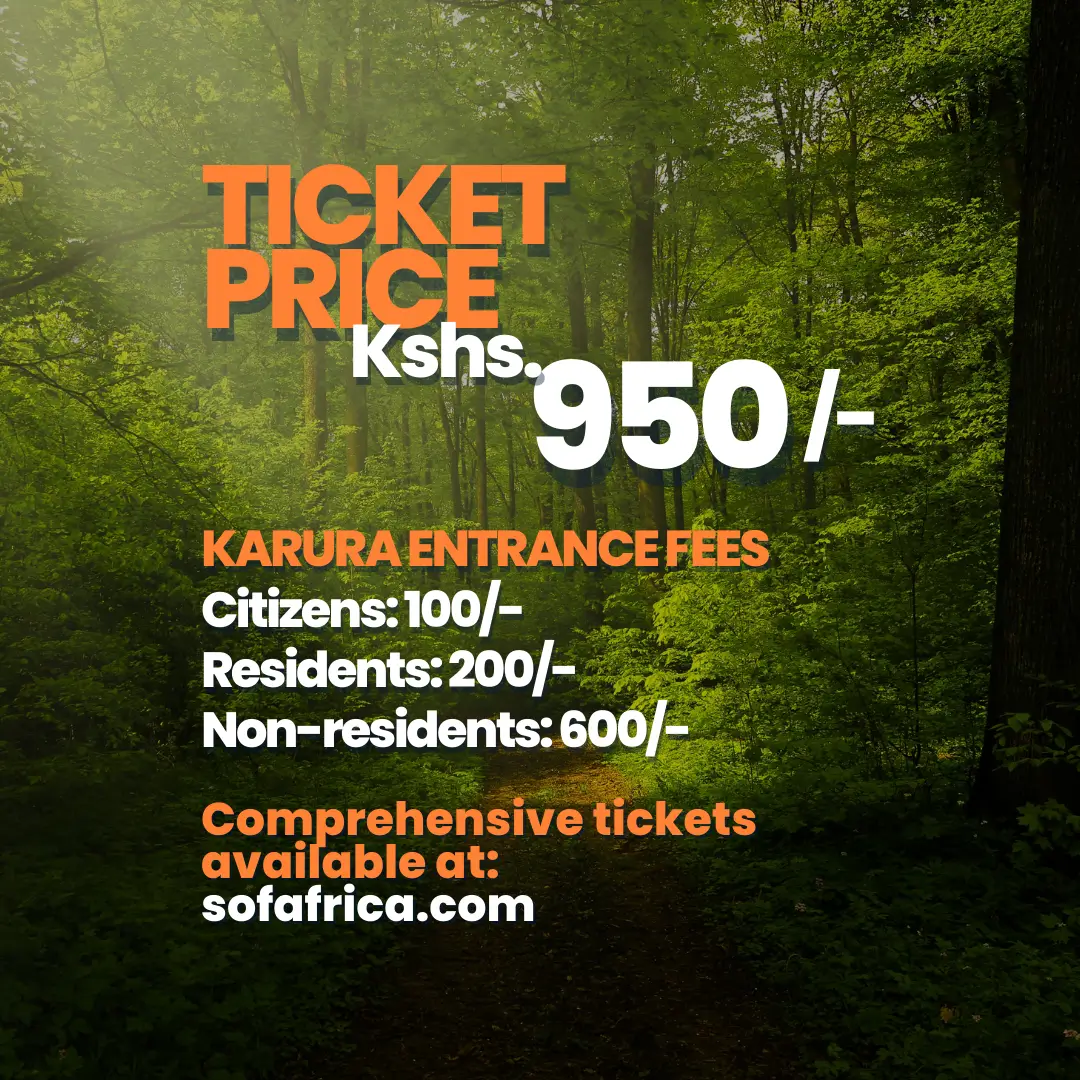 TICKET
PRICE
Kshs.
950/-
KARURA ENTRANCE FEES
Citizens: 100/-
Residents: 200/-
Non-residents: 600/-
Comprehensive tickets
available at:
sofafrica.com